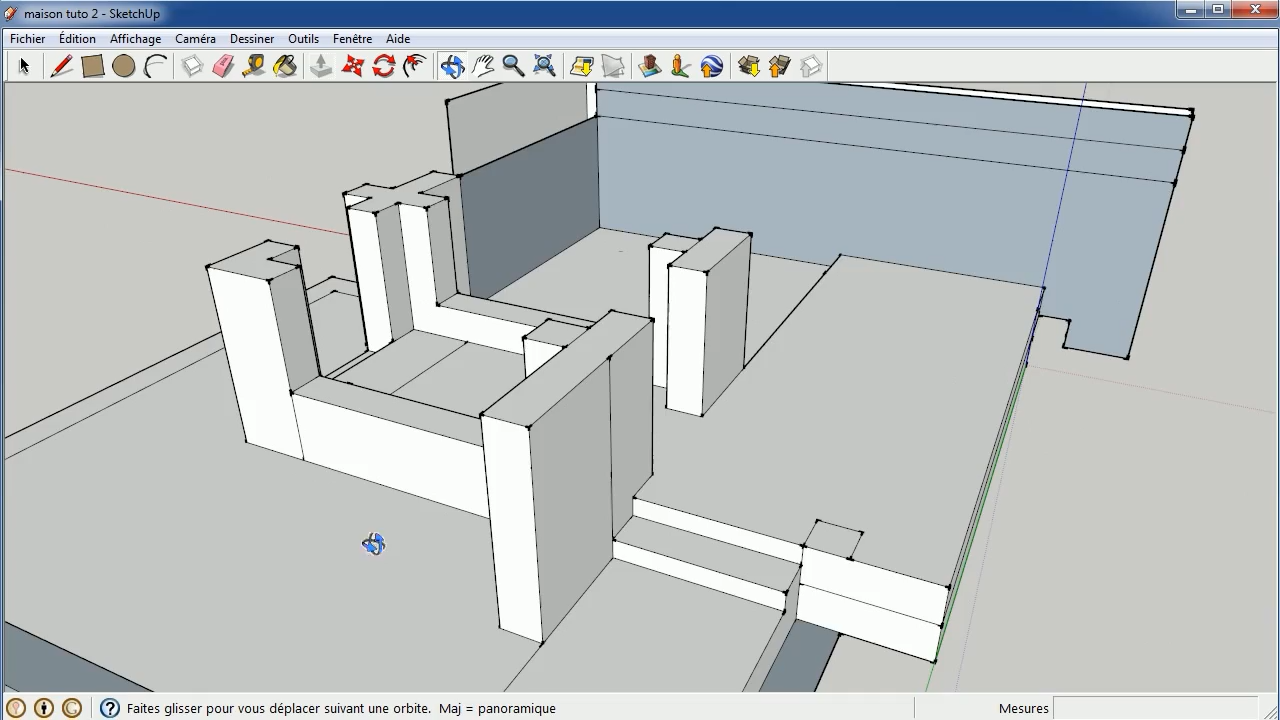 maison tuto 2 - SketchUp
Fichier Édition Affichage Caméra Dessiner Outils Fenêtre Aide
Faites glisser pour vous déplacer suivant une orbite. Maj = panoramique Mesures